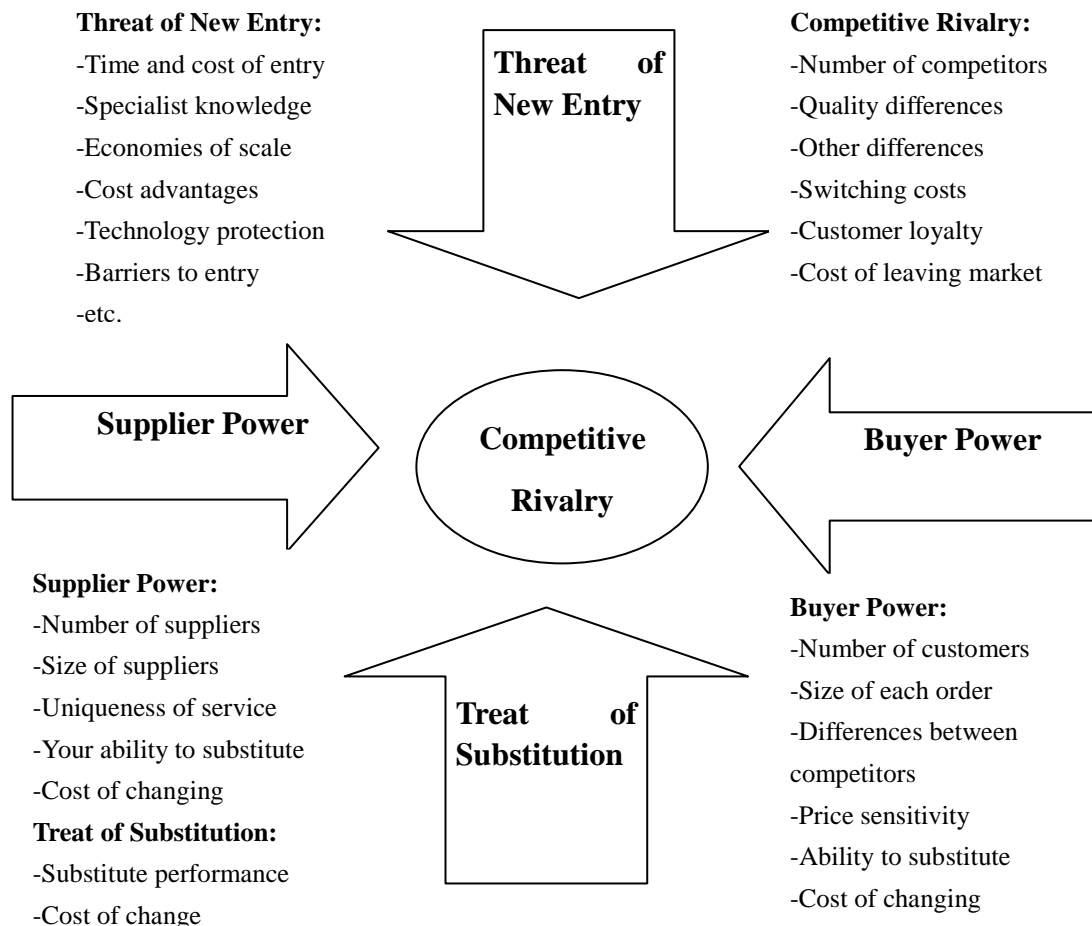 Threat of New Entry:
-Time and cost of entry
-Specialist knowledge
-Economies of scale
-Cost advantages
-Technology protection
-Barriers to entry
-etc.
Threat of
New Entry
Competitive Rivalry:
-Number of competitors
-Quality differences
-Other differences
-Switching costs
-Customer loyalty
-Cost of leaving market
Supplier Power
Competitive
Rivalry
Buyer Power
Supplier Power:
-Number of suppliers
-Size of suppliers
-Uniqueness of service
-Your ability to substitute
-Cost of changing
Treat of Substitution:
-Substitute performance
-Cost of change
Treat of
Substitution
Buyer Power:
-Number of customers
-Size of each order
-Differences between
competitors
-Price sensitivity
-Ability to substitute
-Cost of changing